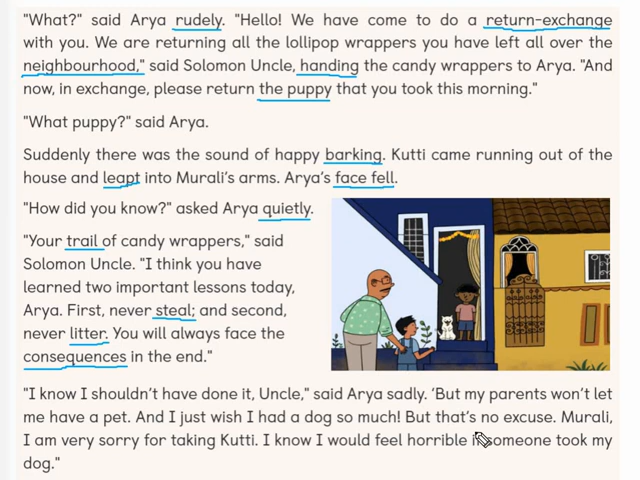 "What?" said Arya rudely. "Hello! We have come to do a return-exchange
with you. We are returning all the lollipop wrappers you have left all over the
neighbourhood," said Solomon Uncle, handing the candy wrappers to Arya. "And
now, in exchange, please return the puppy that you took this morning."
"What puppy?" said Arya.
Suddenly there was the sound of happy barking. Kutti came running out of the
house and leapt into Murali's arms. Arya's face fell.
"How did you know?" asked Arya quietly.
"Your trail of candy wrappers," said
Solomon Uncle. "I think you have
learned two important lessons today,
Arya. First, never steal; and second,
never litter. You will always face the
consequences in the end."
"I know I shouldn't have done it, Uncle," said Arya sadly. 'But my parents won't let
me have a pet. And I just wish I had a dog so much! But that's no excuse. Murali,
I am very sorry for taking Kutti. I know I would feel horrible if someone took my
dog."